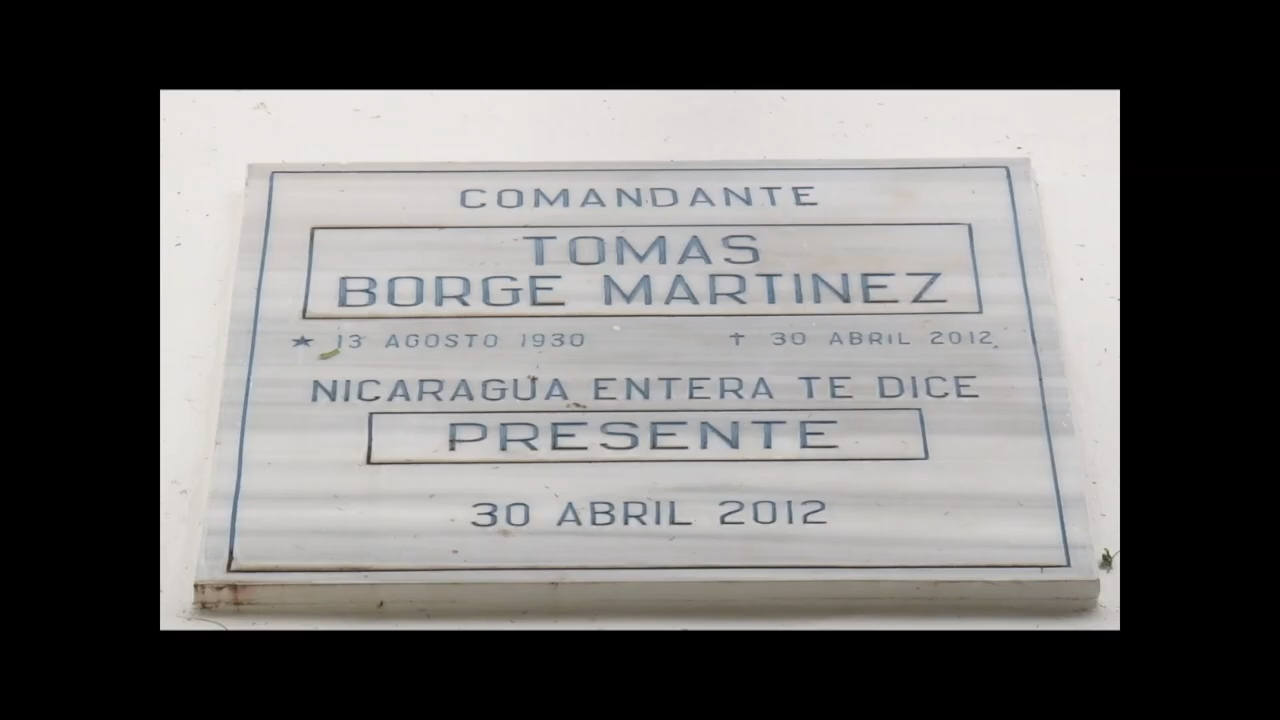 COMANDANTE
TOMAS
BORGE MARTINEZ
★ 13 AGOSTO 1930 ✝ 30 ABRIL 2012
NICARAGUA ENTERA TE DICE
PRESENTE
30 ABRIL 2012